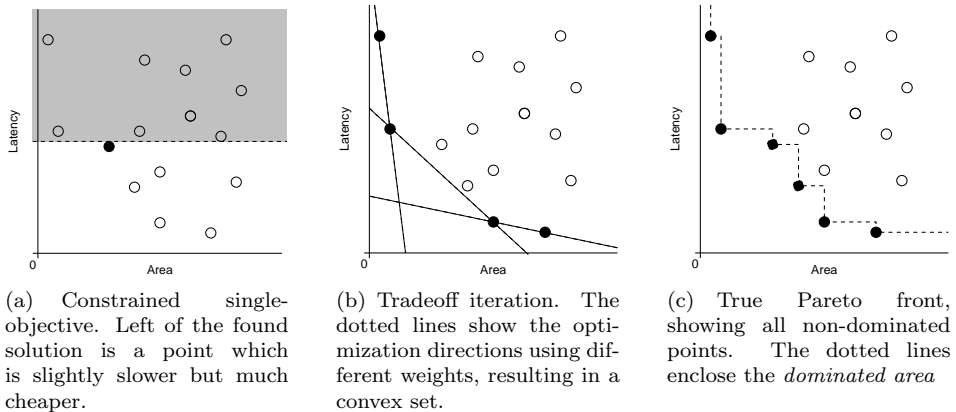 Latency
0
Area
(a) Constrained single-
objective. Left of the found
solution is a point which
is slightly slower but much
cheaper.
Latency
0
Area
(b) Tradeoff iteration. The
dotted lines show the opti-
mization directions using dif-
ferent weights, resulting in a
convex set.
Latency
0
Area
(c) True Pareto front,
showing all non-dominated
points. The dotted lines
enclose the dominated area